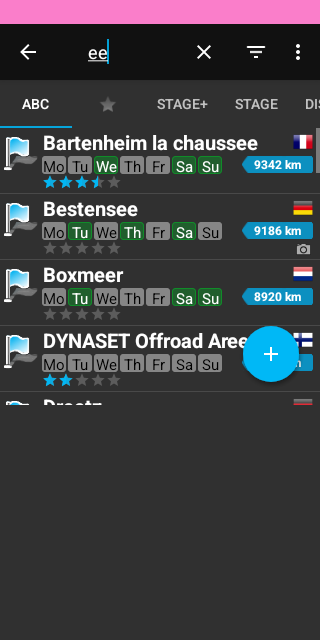 ee
ABC STAGE+ STAGE
Bartenheim la chaussee
Mo Tu We Th Fr Sa Su 9342 km
Bestensee
Mo Tu We Th Fr Sa Su 9186 km
Boxmeer
Mo Tu We Th Fr Sa Su 8920 km
DYNASET Offroad Aree
Mo Tu We Th Fr Sa Su